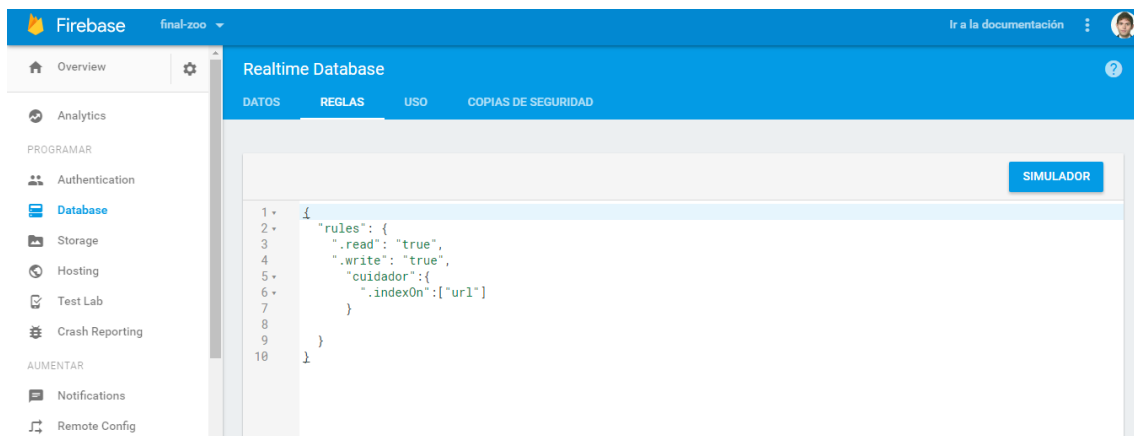 Firebase final-zoo Ir a la documentación
Overview
Analytics
PROGRAMAR
Authentication
Database
Storage
Hosting
Test Lab
Crash Reporting
AUMENTAR
Notifications
Remote Config
Realtime Database
DATOS REGLAS USO COPIAS DE SEGURIDAD
SIMULADOR
1 {
2 "rules": {
3 ".read": "true",
4 ".write": "true",
5 "cuidador":{
6 ".indexOn":["url"]
7 }
8
9 }
10 }